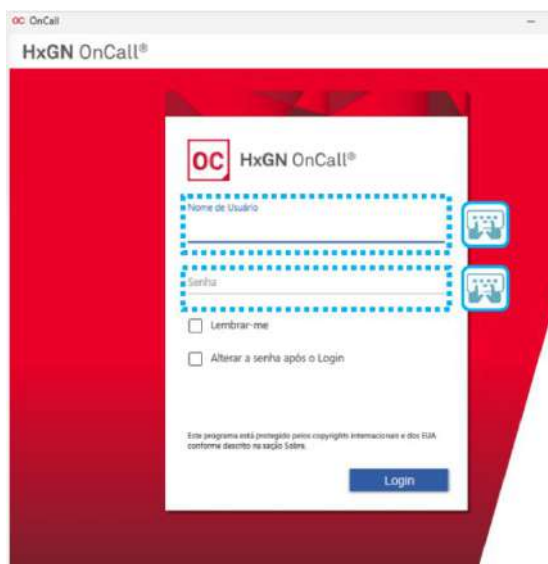 OC OnCall
HxGN OnCall®
OC HxGN OnCall®
Nome de Usuário
Senha
Lembrar-me
Alterar a senha após o Login
Este programa está protegido pelos copyrights internacionais e dos EUA
conforme descrito na seção Sobre.
Login